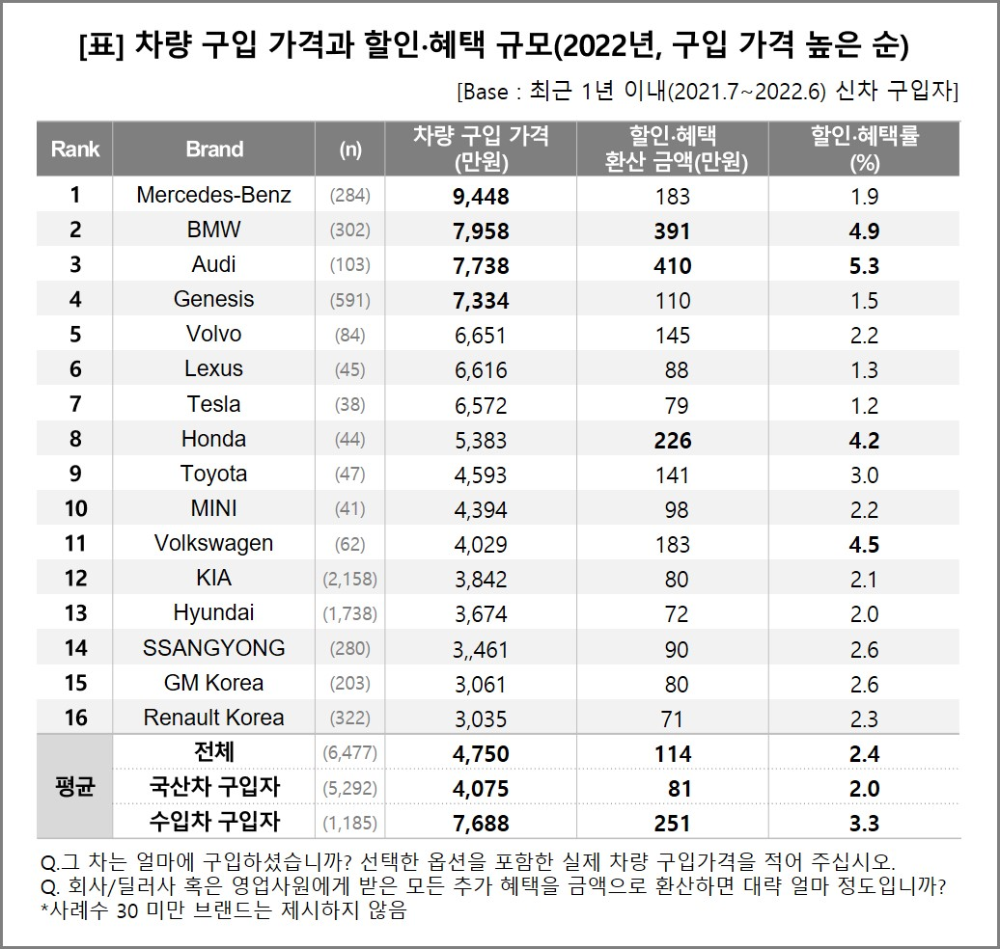 [표] 차량 구입 가격과 할인·혜택 규모(2022년, 구입 가격 높은 순)
[Base : 최근 1년 이내(2021.7~2022.6) 신차 구입자]
Rank Brand (n) 차량 구입 가격 (만원) 할인·혜택 환산 금액(만원) 할인·혜택률 (%)
1 Mercedes-Benz (284) 9,448 183 1.9
2 BMW (302) 7,958 391 4.9
3 Audi (103) 7,738 410 5.3
4 Genesis (591) 7,334 110 1.5
5 Volvo (84) 6,651 145 2.2
6 Lexus (45) 6,616 88 1.3
7 Tesla (38) 6,572 79 1.2
8 Honda (44) 5,383 226 4.2
9 Toyota (47) 4,593 141 3.0
10 MINI (41) 4,394 98 2.2
11 Volkswagen (62) 4,029 183 4.5
12 KIA (2,158) 3,842 80 2.1
13 Hyundai (1,738) 3,674 72 2.0
14 SSANGYONG (280) 3,,461 90 2.6
15 GM Korea (203) 3,061 80 2.6
16 Renault Korea (322) 3,035 71 2.3
평균 전체 (6,477) 4,750 114 2.4
국산차 구입자 (5,292) 4,075 81 2.0
수입차 구입자 (1,185) 7,688 251 3.3
Q.그 차는 얼마에 구입하셨습니까? 선택한 옵션을 포함한 실제 차량 구입가격을 적어 주십시오.
Q. 회사/딜러사 혹은 영업사원에게 받은 모든 추가 혜택을 금액으로 환산하면 대략 얼마 정도입니까?
*사례수 30 미만 브랜드는 제시하지 않음